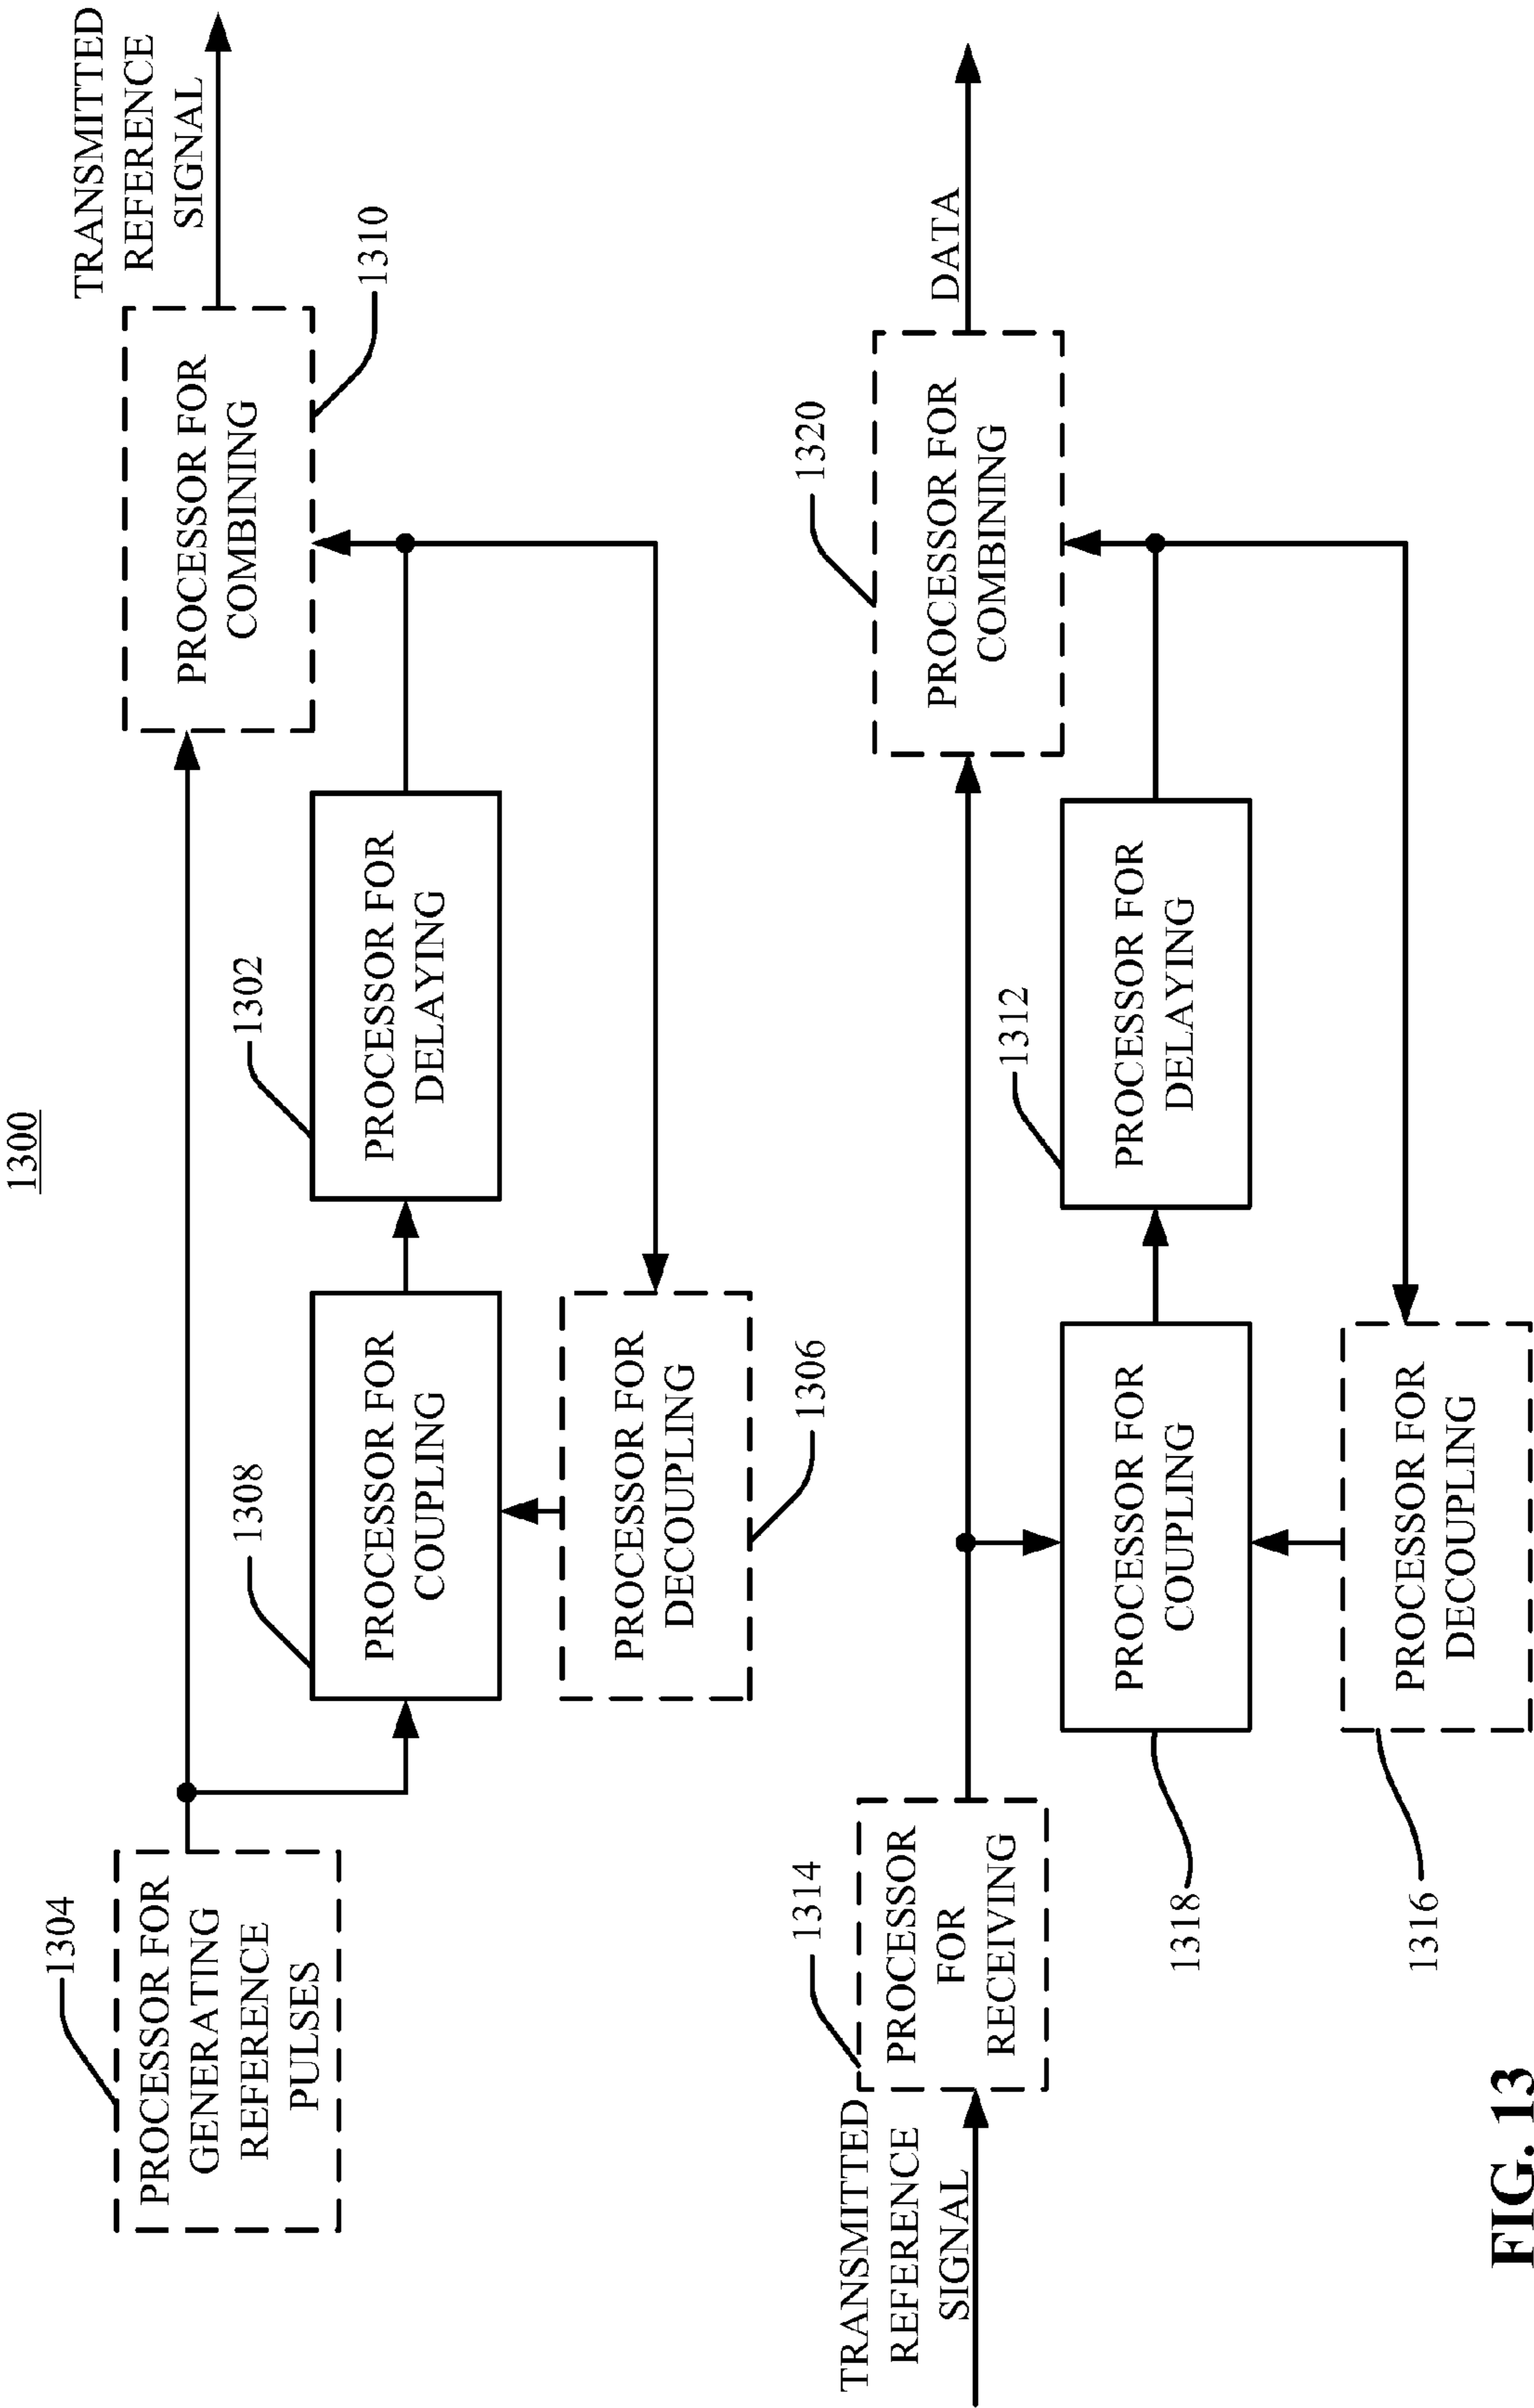 1300
1304
PROCESSOR FOR
GENERATING
REFERENCE
PULSES
1308
PROCESSOR FOR
COUPLING
1302
PROCESSOR FOR
DELAYING
PROCESSOR FOR
COMBINING
1310
TRANSMITTED
REFERENCE
SIGNAL
PROCESSOR FOR
DECOUPLING
1306
TRANSMITTED
REFERENCE
SIGNAL
1314
PROCESSOR
FOR
RECEIVING
1318
PROCESSOR FOR
COUPLING
1312
PROCESSOR FOR
DELAYING
1320
PROCESSOR FOR
COMBINING
DATA
1316
PROCESSOR FOR
DECOUPLING
FIG. 13